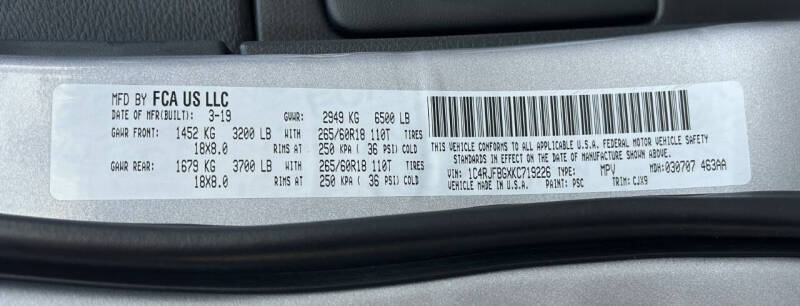 MFD BY FCA US LLC
DATE OF MFR(BUILT): 3-19 GVWR: 2949 KG 6500 LB
GAWR FRONT: 1452 KG 3200 LB WITH 265/60R18 110T TIRES
18X8.0 RIMS AT 250 KPA ( 36 PSI) COLD
GAWR REAR: 1679 KG 3700 LB WITH 265/60R18 110T TIRES
18X8.0 RIMS AT 250 KPA ( 36 PSI) COLD
THIS VEHICLE CONFORMS TO ALL APPLICABLE U.S.A. FEDERAL MOTOR VEHICLE SAFETY
STANDARDS IN EFFECT ON THE DATE OF MANUFACTURE SHOWN ABOVE.
VIN: 1C4RJFBGXKC719226 TYPE: MPV MDH:030707 463AA
MADE IN U.S.A. PAINT: PSC TRIM: CJX9